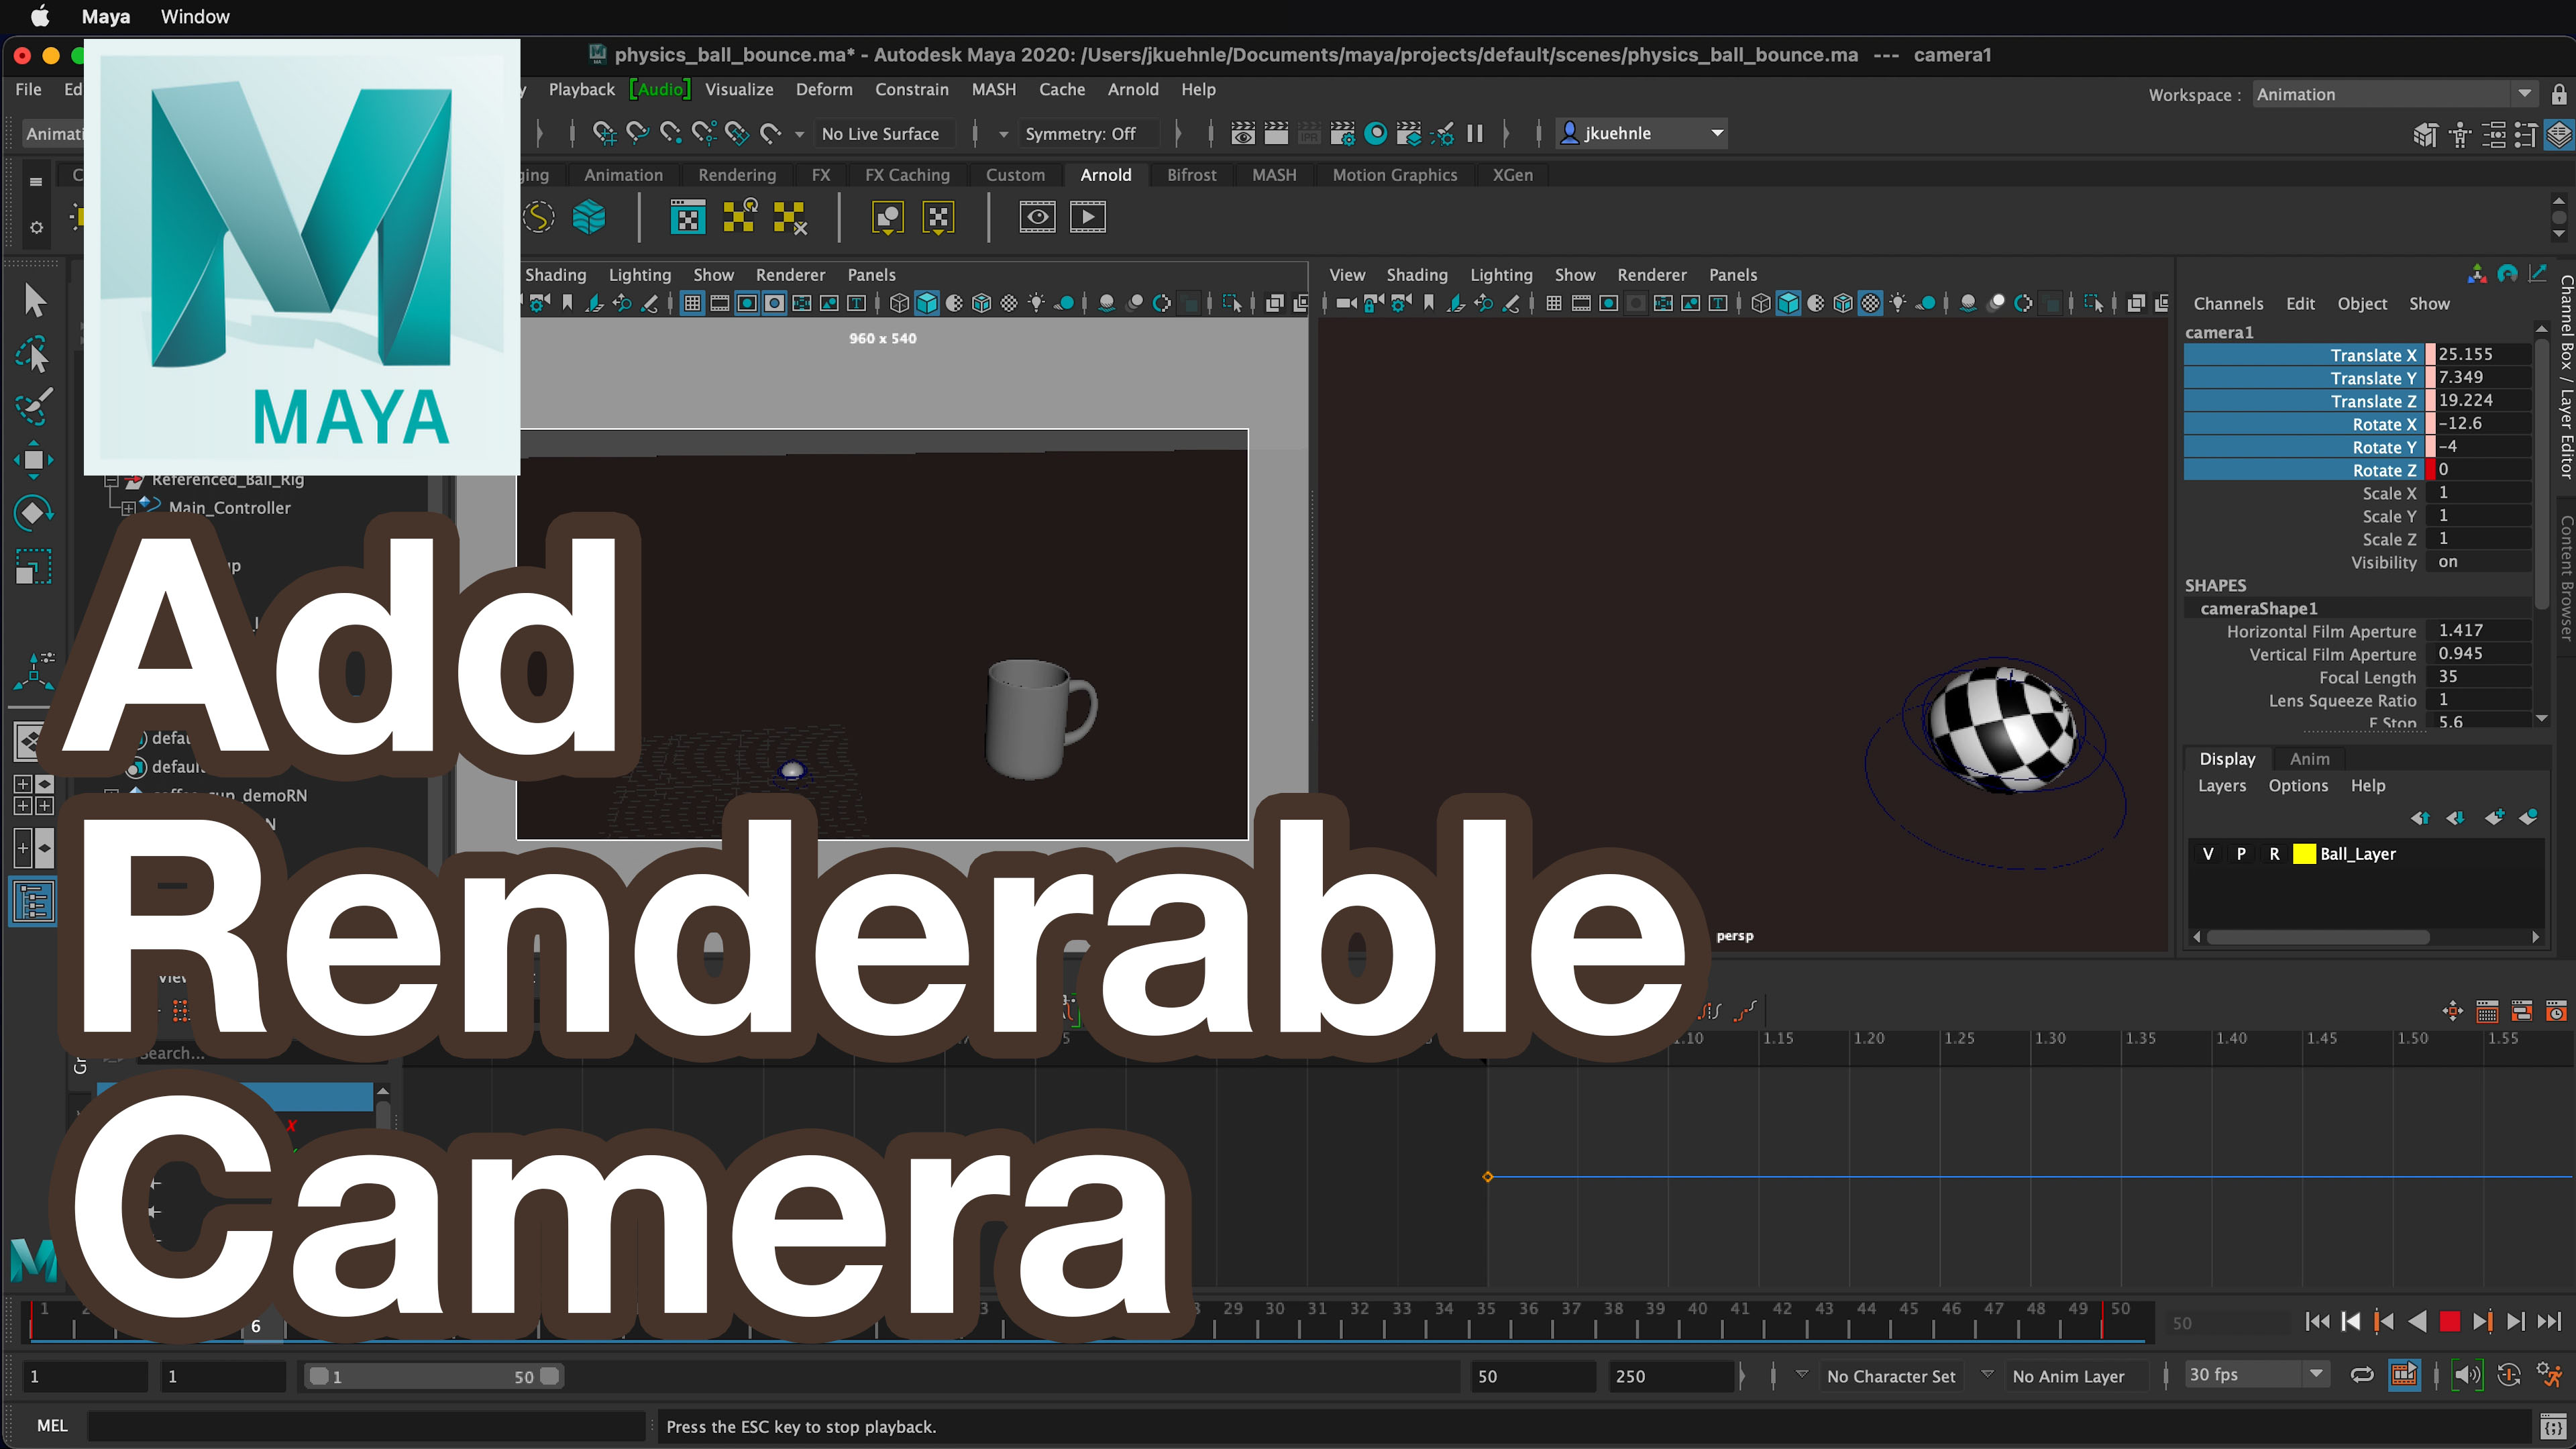 Maya Window
physics_ball_bounce.ma* - Autodesk Maya 2020: /Users/jkuehnle/Documents/maya/projects/default/scenes/physics_ball_bounce.ma --- camera1
File Playback [Audio] Visualize Deform Constrain MASH Cache Arnold Help
Workspace : Animation
No Live Surface Symmetry: Off jkuehnle
Animation Rendering FX FX Caching Custom Arnold Bifrost MASH Motion Graphics XGen
MAYA
Shading Lighting Show Renderer Panels
View Shading Lighting Show Renderer Panels
960 x 540
persp
Referenced_Ball_Rig
Main_Controller
Add
Renderable
Camera
Channels Edit Object Show
camera1
Translate X 25.155
Translate Y 7.349
Translate Z 19.224
Rotate X -12.6
Rotate Y -4
Rotate Z 0
Scale X 1
Scale Y 1
Scale Z 1
Visibility on
SHAPES
cameraShape1
Horizontal Film Aperture 1.417
Vertical Film Aperture 0.945
Focal Length 35
Lens Squeeze Ratio 1
F Stop 5.6
Display Anim
Layers Options Help
V P R Ball_Layer
Channel Box / Layer Editor
Content Browser
1.10 1.15 1.20 1.25 1.30 1.35 1.40 1.45 1.50 1.55
1 6 29 30 31 32 33 34 35 36 37 38 39 40 41 42 43 44 45 46 47 48 49 50 50
1 1 1 50 50 250 No Character Set No Anim Layer 30 fps
MEL Press the ESC key to stop playback.